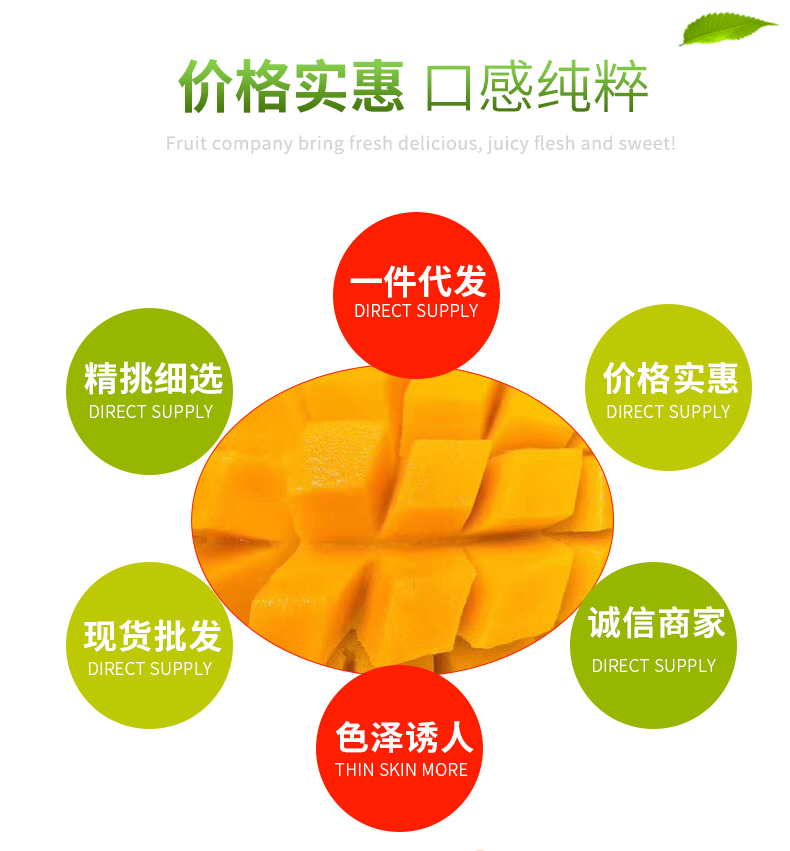 价格实惠 口感纯粹
Fruit company bring fresh delicious, juicy flesh and sweet!
一件代发
DIRECT SUPPLY
精挑细选
DIRECT SUPPLY
价格实惠
DIRECT SUPPLY
现货批发
DIRECT SUPPLY
诚信商家
DIRECT SUPPLY
色泽诱人
THIN SKIN MORE